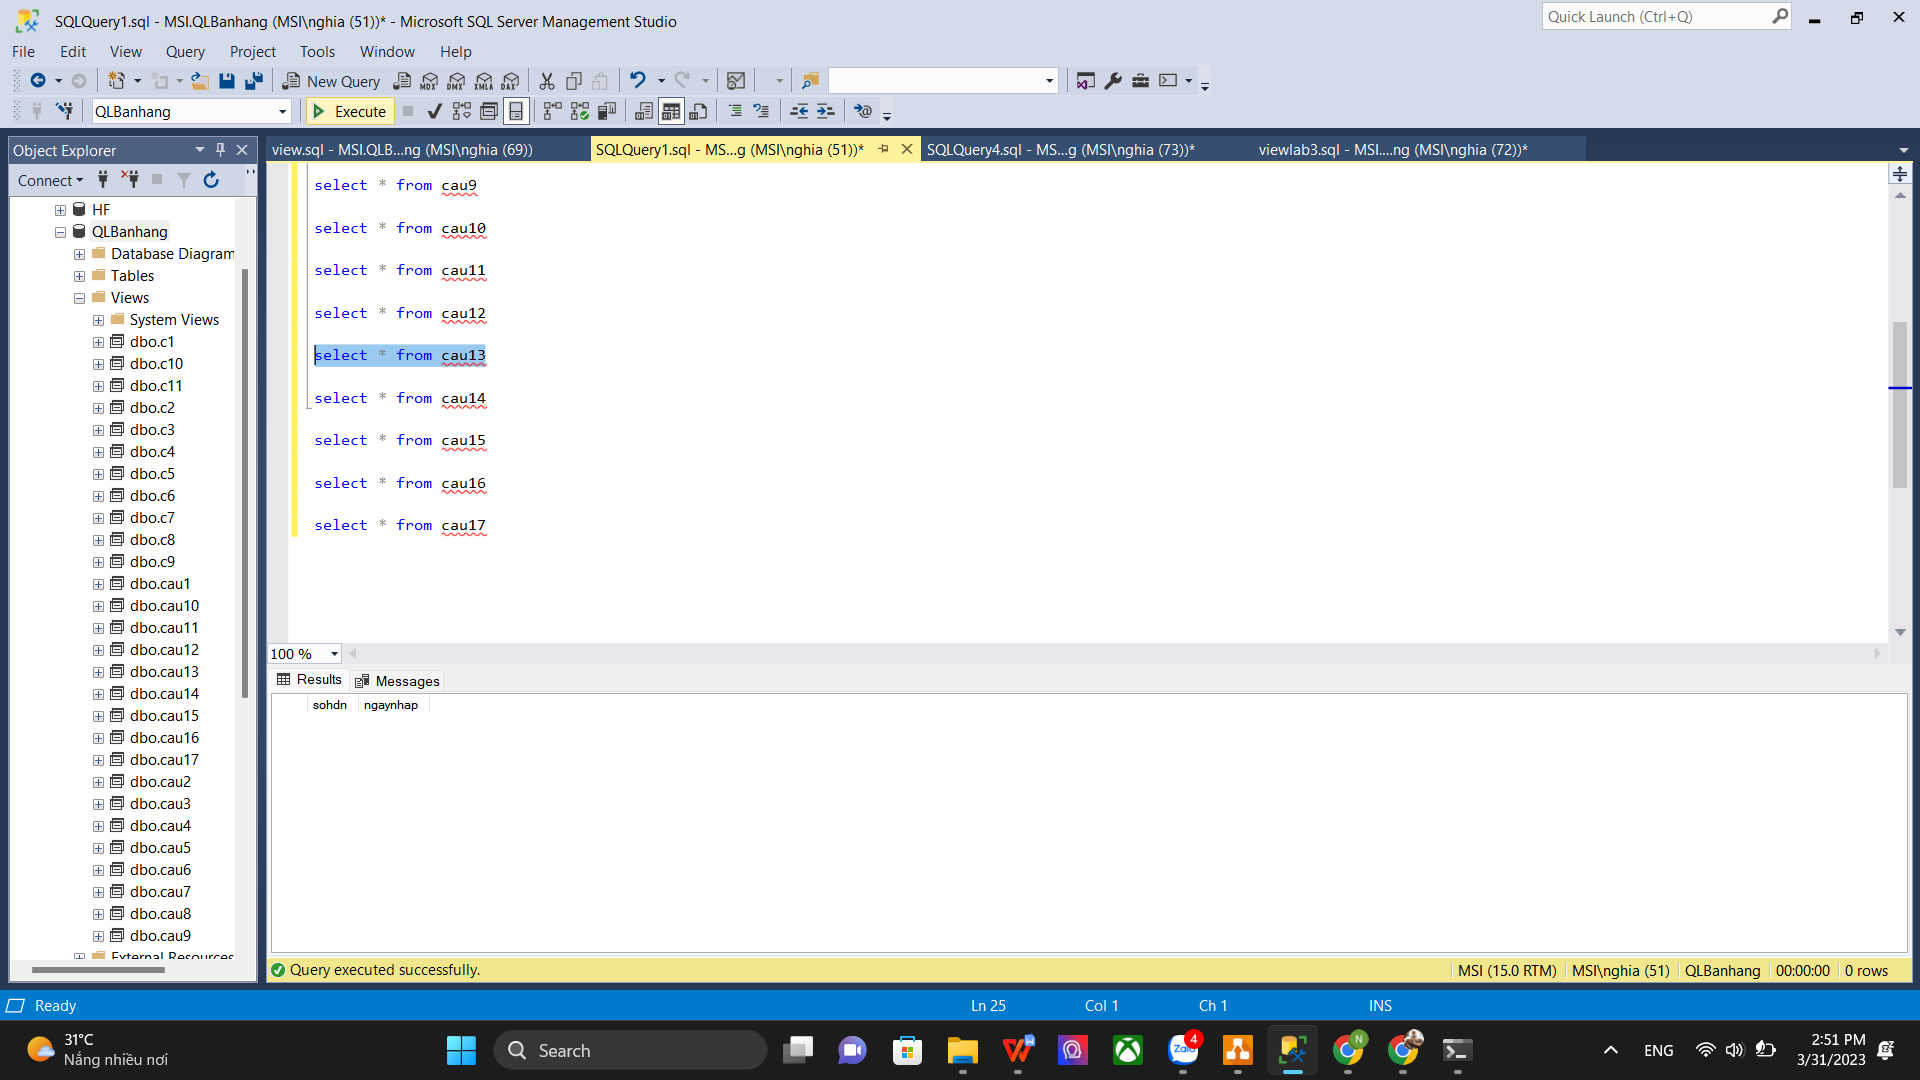 SQLQuery1.sql - MSI.QLBanhang (MSI\nghia (51))* - Microsoft SQL Server Management Studio
Quick Launch (Ctrl+Q)
File Edit View Query Project Tools Window Help
New Query MDX DMX XMLA DAX
QLBanhang Execute
Object Explorer
view.sql - MSI.QLB...ng (MSI\nghia (69)) SQLQuery1.sql - MS...g (MSI\nghia (51))* SQLQuery4.sql - MS...g (MSI\nghia (73))* viewlab3.sql - MSI....ng (MSI\nghia (72))*
Connect
HF
QLBanhang
Database Diagram
Tables
Views
System Views
dbo.c1
dbo.c10
dbo.c11
dbo.c2
dbo.c3
dbo.c4
dbo.c5
dbo.c6
dbo.c7
dbo.c8
dbo.c9
dbo.cau1
dbo.cau10
dbo.cau11
dbo.cau12
dbo.cau13
dbo.cau14
dbo.cau15
dbo.cau16
dbo.cau17
dbo.cau2
dbo.cau3
dbo.cau4
dbo.cau5
dbo.cau6
dbo.cau7
dbo.cau8
dbo.cau9
External Resources
select * from cau9
select * from cau10
select * from cau11
select * from cau12
select * from cau13
select * from cau14
select * from cau15
select * from cau16
select * from cau17
100 %
Results Messages
sohdn ngaynhap
Query executed successfully. MSI (15.0 RTM) MSI\nghia (51) QLBanhang 00:00:00 0 rows
Ready Ln 25 Col 1 Ch 1 INS
31°C
Nắng nhiều nơi
Search
Zalo 4
N
ENG
2:51 PM
3/31/2023